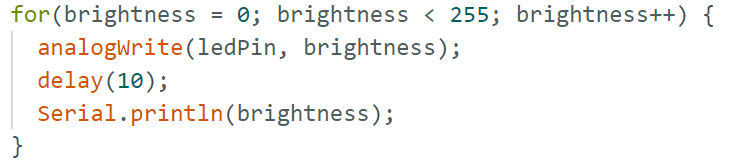 for(brightness = 0; brightness < 255; brightness++) {
  analogWrite(ledPin, brightness);
  delay(10);
  Serial.println(brightness);
}